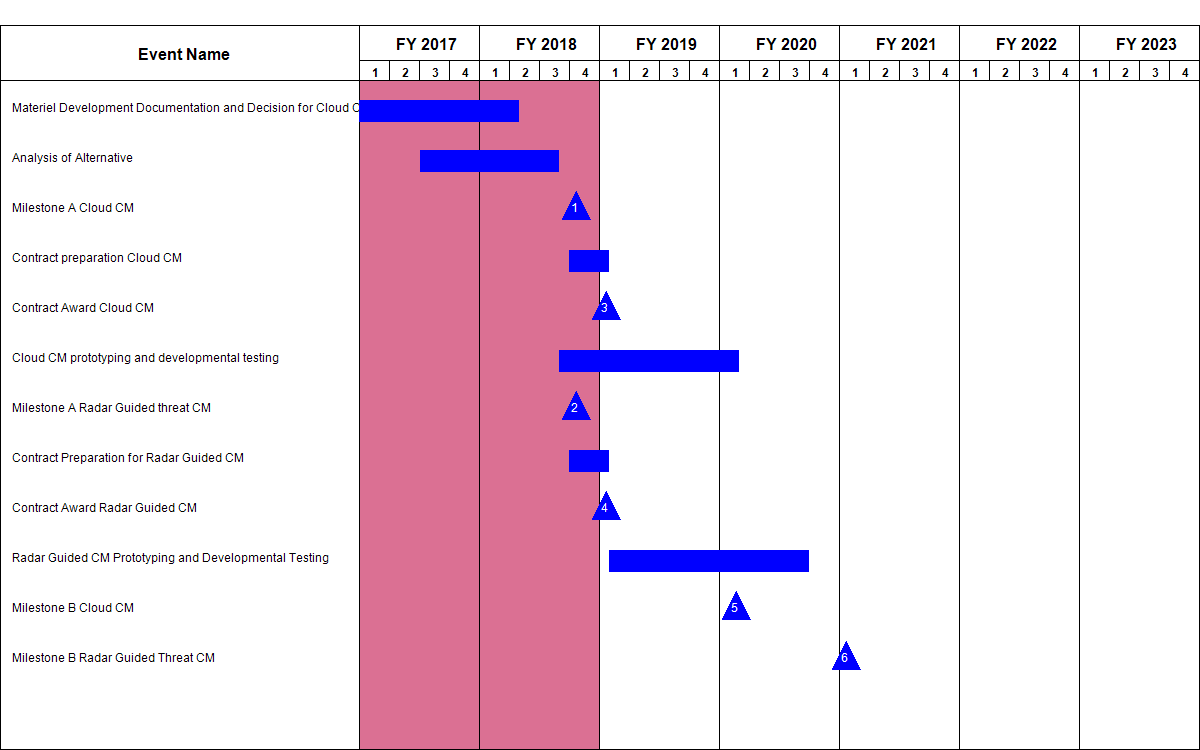 Event Name
FY 2017 FY 2018 FY 2019 FY 2020 FY 2021 FY 2022 FY 2023
1 2 3 4 1 2 3 4 1 2 3 4 1 2 3 4 1 2 3 4 1 2 3 4 1 2 3 4
Materiel Development Documentation and Decision for Cloud C
Analysis of Alternative
Milestone A Cloud CM 1
Contract preparation Cloud CM
Contract Award Cloud CM 3
Cloud CM prototyping and developmental testing
Milestone A Radar Guided threat CM 2
Contract Preparation for Radar Guided CM
Contract Award Radar Guided CM 4
Radar Guided CM Prototyping and Developmental Testing
Milestone B Cloud CM 5
Milestone B Radar Guided Threat CM 6